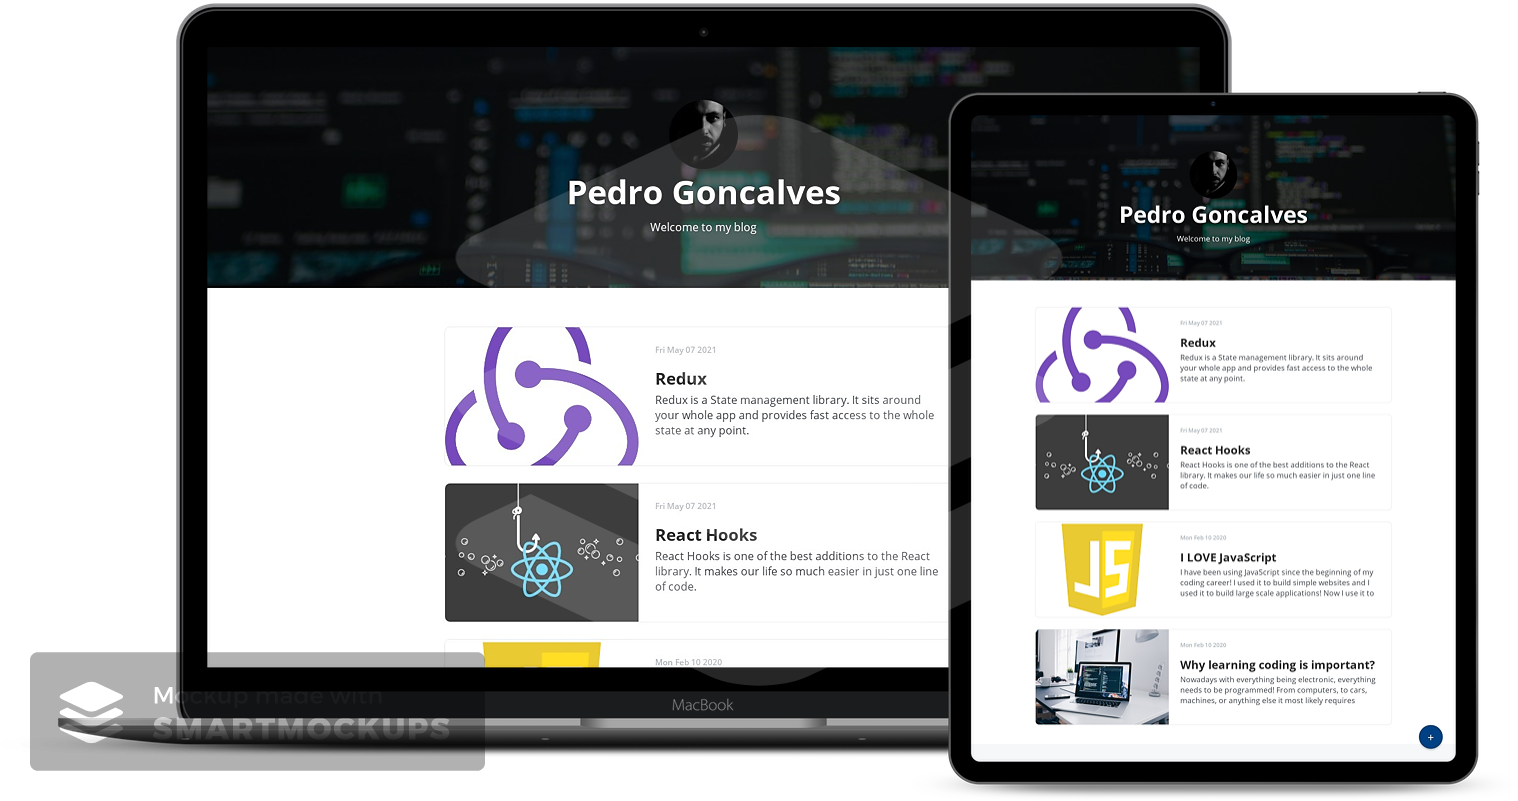 Pedro Goncalves
Welcome to my blog
Fri May 07 2021
Redux
Redux is a State management library. It sits around
your whole app and provides fast access to the whole
state at any point.
Fri May 07 2021
React Hooks
React Hooks is one of the best additions to the React
library. It makes our life so much easier in just one line
of code.
Mon Feb 10 2020
MacBook
Mockup made with
SMARTMOCKUPS
Pedro Goncalves
Welcome to my blog
Fri May 07 2021
Redux
Redux is a State management library. It sits around
your whole app and provides fast access to the whole
state at any point.
Fri May 07 2021
React Hooks
React Hooks is one of the best additions to the React
library. It makes our life so much easier in just one line
of code.
JS
Mon Feb 10 2020
I LOVE JavaScript
I have been using JavaScript since the beginning of my
coding career! I used it to build simple websites and I
used it to build large scale applications! Now I use it to
Mon Feb 10 2020
Why learning coding is important?
Nowadays with everything being electronic, everything
needs to be programmed! From computers, to cars,
machines, or anything else it most likely requires
+